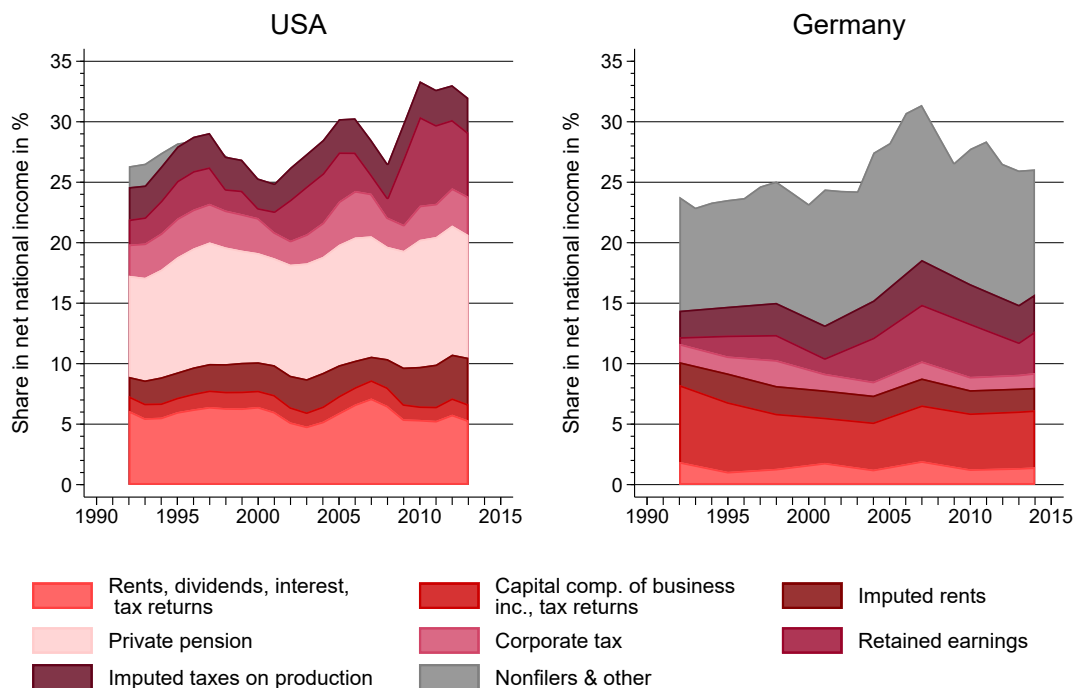 USA
Germany
Share in net national income in %
35
30
25
20
15
10
5
0
1990 1995 2000 2005 2010 2015
Share in net national income in %
35
30
25
20
15
10
5
0
1990 1995 2000 2005 2010 2015
Rents, dividends, interest,
tax returns
Capital comp. of business
inc., tax returns
Imputed rents
Private pension
Corporate tax
Retained earnings
Imputed taxes on production
Nonfilers & other